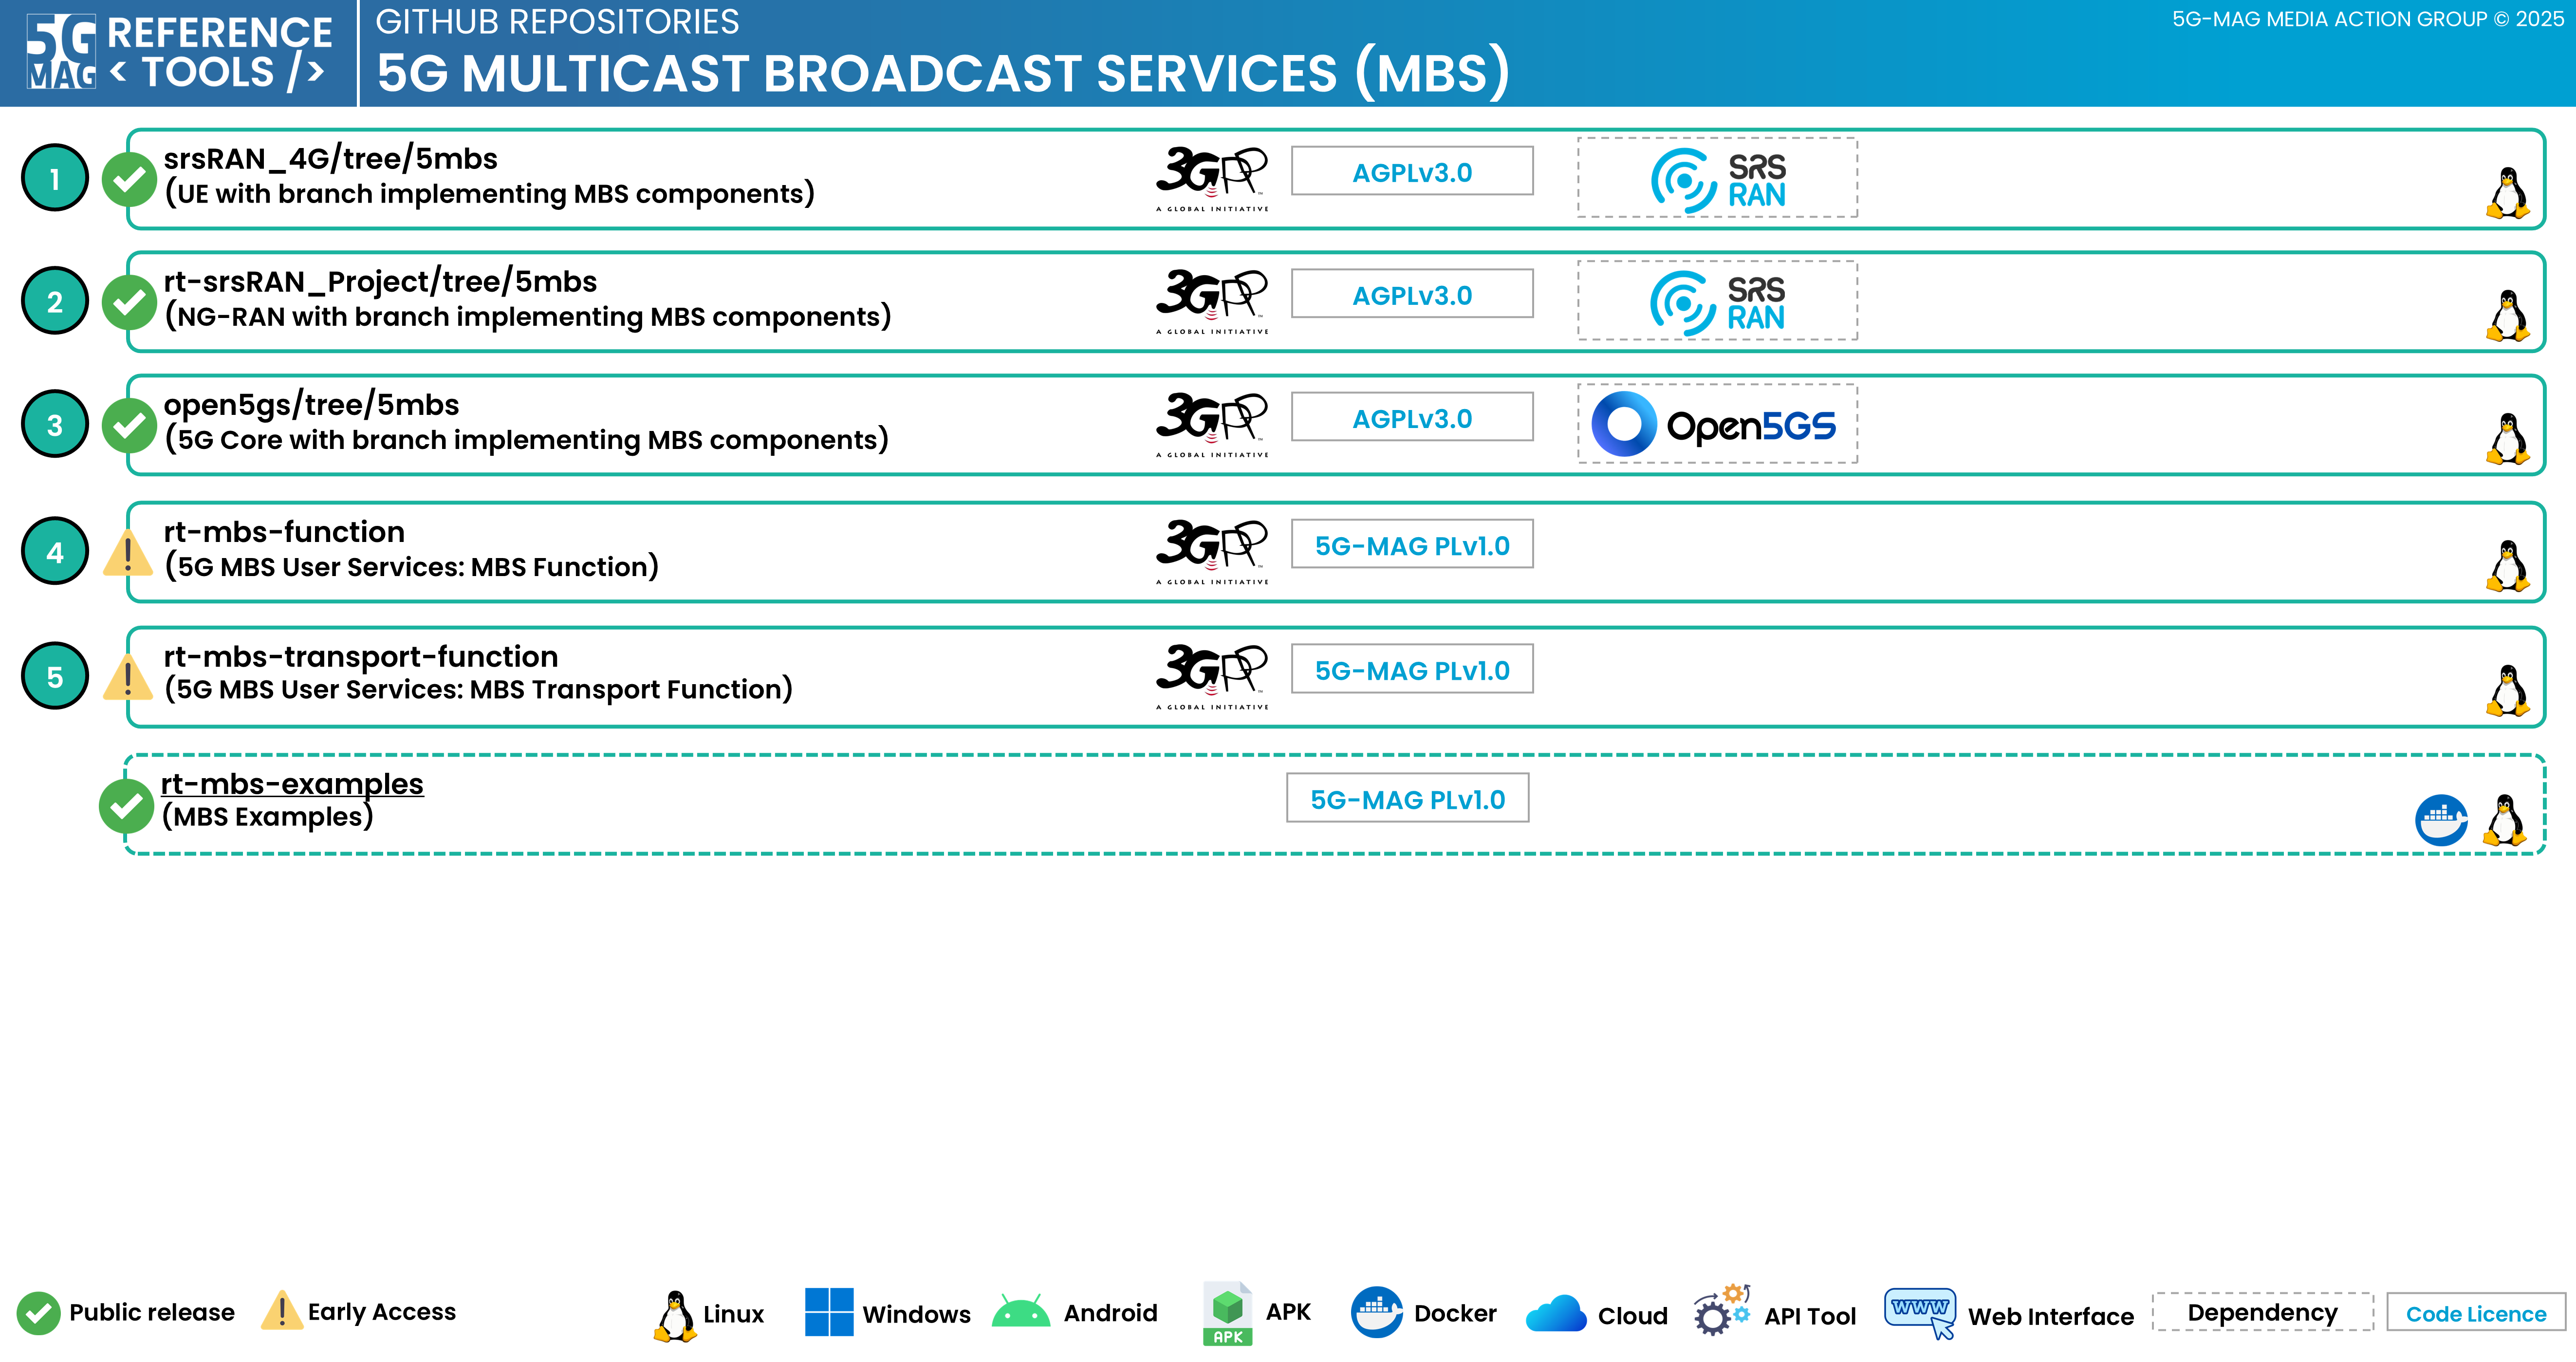 5G MAG REFERENCE < TOOLS />
GITHUB REPOSITORIES
5G MULTICAST BROADCAST SERVICES (MBS)
5G-MAG MEDIA ACTION GROUP © 2025
1
srsRAN_4G/tree/5mbs
(UE with branch implementing MBS components)
3GPP™
A GLOBAL INITIATIVE
AGPLv3.0
SRS
RAN
2
rt-srsRAN_Project/tree/5mbs
(NG-RAN with branch implementing MBS components)
3GPP™
A GLOBAL INITIATIVE
AGPLv3.0
SRS
RAN
3
open5gs/tree/5mbs
(5G Core with branch implementing MBS components)
3GPP™
A GLOBAL INITIATIVE
AGPLv3.0
Open5GS
4
rt-mbs-function
(5G MBS User Services: MBS Function)
3GPP™
A GLOBAL INITIATIVE
5G-MAG PLv1.0
5
rt-mbs-transport-function
(5G MBS User Services: MBS Transport Function)
3GPP™
A GLOBAL INITIATIVE
5G-MAG PLv1.0
rt-mbs-examples
(MBS Examples)
5G-MAG PLv1.0
Public release
Early Access
Linux
Windows
Android
APK
APK
Docker
Cloud
API Tool
WWW
Web Interface
Dependency
Code Licence